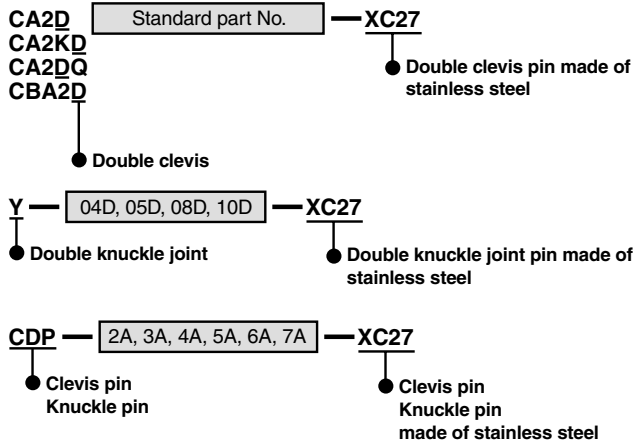 CA2D Standard part No. XC27
CA2KD
CA2DQ
CBA2D
Double clevis pin made of
stainless steel
Double clevis
Y 04D, 05D, 08D, 10D XC27
Double knuckle joint
Double knuckle joint pin made of
stainless steel
CDP 2A, 3A, 4A, 5A, 6A, 7A XC27
Clevis pin
Knuckle pin
Clevis pin
Knuckle pin
made of stainless steel